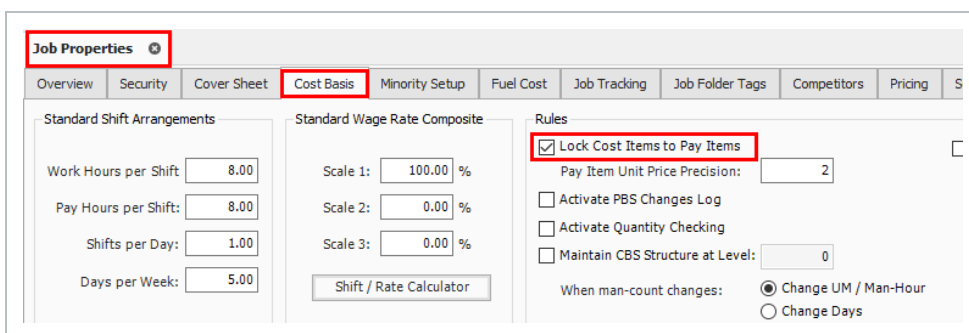 Job Properties
Overview Security Cover Sheet Cost Basis Minority Setup Fuel Cost Job Tracking Job Folder Tags Competitors Pricing S
Standard Shift Arrangements
Work Hours per Shift 8.00
Pay Hours per Shift: 8.00
Shifts per Day: 1.00
Days per Week: 5.00
Standard Wage Rate Composite
Scale 1: 100.00 %
Scale 2: 0.00 %
Scale 3: 0.00 %
Shift / Rate Calculator
Rules
Lock Cost Items to Pay Items
Pay Item Unit Price Precision: 2
Activate PBS Changes Log
Activate Quantity Checking
Maintain CBS Structure at Level: 0
When man-count changes: Change UM / Man-Hour
Change Days